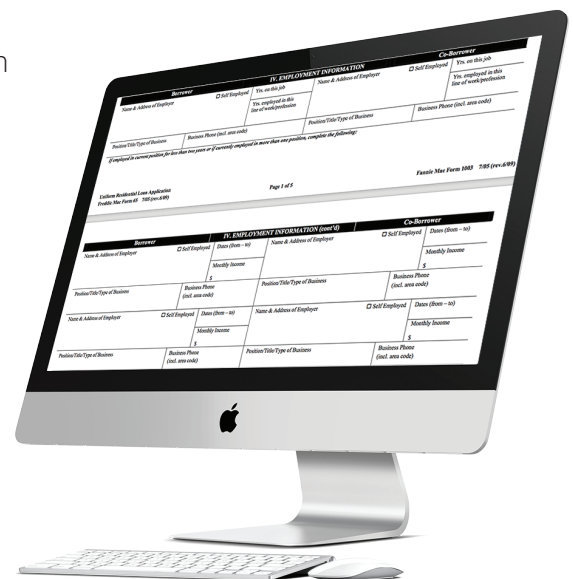 n
IV. EMPLOYMENT INFORMATION
Borrower Co-Borrower
Name & Address of Employer ☐ Self Employed Yrs. on this job Name & Address of Employer ☐ Self Employed Yrs. on this job
Yrs. employed in this line of work/profession Yrs. employed in this line of work/profession
Position/Title/Type of Business Business Phone (incl. area code) Position/Title/Type of Business Business Phone (incl. area code)
If employed in current position for less than two years or if currently employed in more than one position, complete the following:
Uniform Residential Loan Application
Freddie Mac Form 65 7/05 (rev.6/09) Page 1 of 5 Fannie Mae Form 1003 7/05 (rev.6/09)
Borrower IV. EMPLOYMENT INFORMATION (cont'd) Co-Borrower
Name & Address of Employer ☐ Self Employed Dates (from – to) Name & Address of Employer ☐ Self Employed Dates (from – to)
Monthly Income Monthly Income
$ $
Position/Title/Type of Business Business Phone (incl. area code) Position/Title/Type of Business Business Phone (incl. area code)
Name & Address of Employer ☐ Self Employed Dates (from – to) Name & Address of Employer ☐ Self Employed Dates (from – to)
Monthly Income Monthly Income
$ $
Position/Title/Type of Business Business Phone (incl. area code) Position/Title/Type of Business Business Phone (incl. area code)